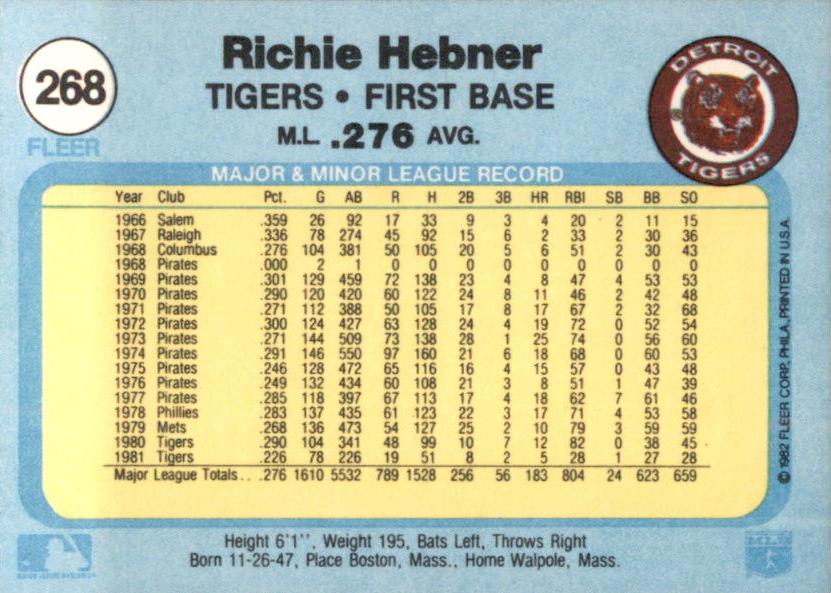 268
FLEER
Richie Hebner
TIGERS • FIRST BASE
M.L. .276 AVG.
DETROIT
TIGERS
MAJOR & MINOR LEAGUE RECORD
Year Club Pct. G AB R H 2B 3B HR RBI SB BB SO
1966 Salem .359 26 92 17 33 9 3 4 20 2 11 15
1967 Raleigh .336 78 274 45 92 15 6 2 33 2 30 36
1968 Columbus .276 104 381 50 105 20 5 6 51 2 30 43
1968 Pirates .000 2 1 0 0 0 0 0 0 0 0 0
1969 Pirates .301 129 459 72 138 23 4 8 47 4 53 53
1970 Pirates .290 120 420 60 122 24 8 11 46 2 42 48
1971 Pirates .271 112 388 50 105 17 8 17 67 2 32 68
1972 Pirates .300 124 427 63 128 24 4 19 72 0 52 54
1973 Pirates .271 144 509 73 138 28 1 25 74 0 56 60
1974 Pirates .291 146 550 97 160 21 6 18 68 0 60 53
1975 Pirates .246 128 472 65 116 16 4 15 57 0 43 48
1976 Pirates .249 132 434 60 108 21 3 8 51 1 47 39
1977 Pirates .285 118 397 67 113 17 4 18 62 7 61 46
1978 Phillies .283 137 435 61 123 22 3 17 71 4 53 58
1979 Mets .268 136 473 54 127 25 2 10 79 3 59 59
1980 Tigers .290 104 341 48 99 10 7 12 82 0 38 45
1981 Tigers .226 78 226 19 51 8 2 5 28 1 27 28
Major League Totals. . .276 1610 5532 789 1528 256 56 183 804 24 623 659
© 1982 FLEER CORP., PHILA. PRINTED IN U.S.A.
Height 6'1'', Weight 195, Bats Left, Throws Right
Born 11-26-47, Place Boston, Mass., Home Walpole, Mass.